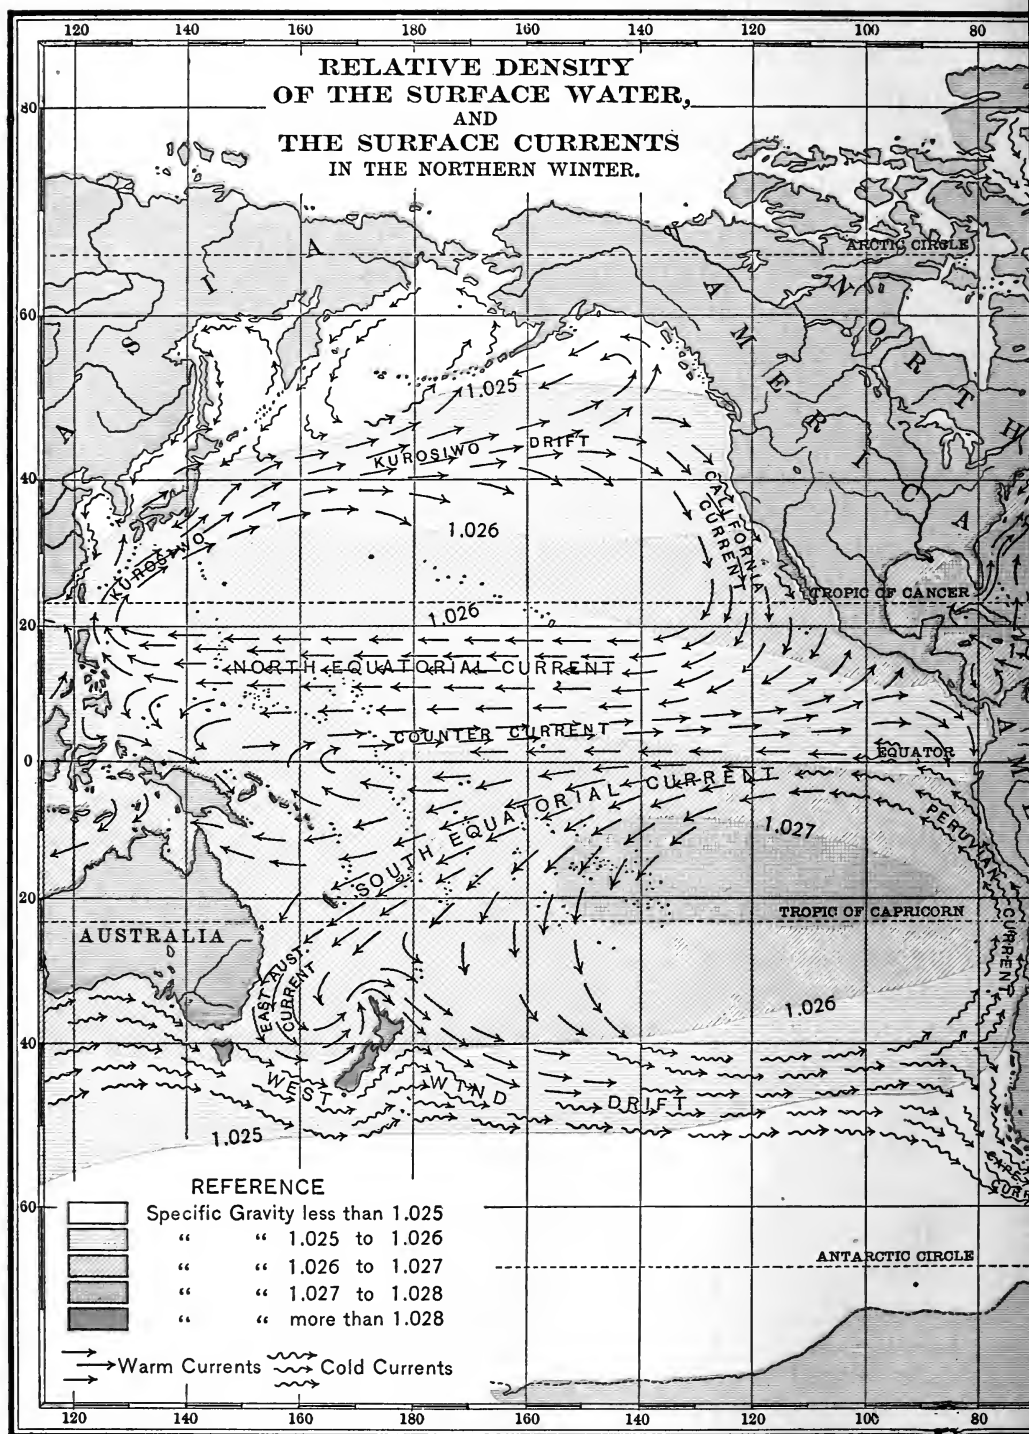 120 140 160 180 160 140 120 100 80
RELATIVE DENSITY
OF THE SURFACE WATER,
AND
THE SURFACE CURRENTS
IN THE NORTHERN WINTER.
80
ARCTIC CIRCLE
ASIA
NORTH
AMERICA
60
1.025
KUROSIWO DRIFT
40
CALIFORNIA
CURRENT
1.026
KUROSIWO
TROPIC OF CANCER
1.026
20
NORTH EQUATORIAL CURRENT
COUNTER CURRENT
0
EQUATOR
AM
SOUTH EQUATORIAL CURRENT
1.027
PERUVIAN CURRENT
20
TROPIC OF CAPRICORN
AUSTRALIA
EAST AUST.
CURRENT
1.026
40
WEST WIND DRIFT
1.025
CAPE
CURR
60
REFERENCE
Specific Gravity less than 1.025
“ “ 1.025 to 1.026
“ “ 1.026 to 1.027
“ “ 1.027 to 1.028
“ “ more than 1.028
Warm Currents Cold Currents
ANTARCTIC CIRCLE
120 140 160 180 160 140 120 100 80